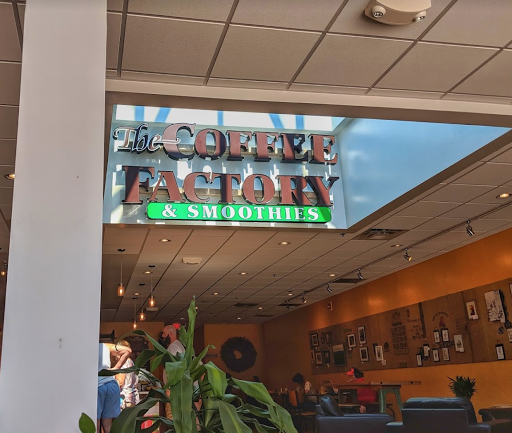 The COFFEE
FACTORY
& SMOOTHIES